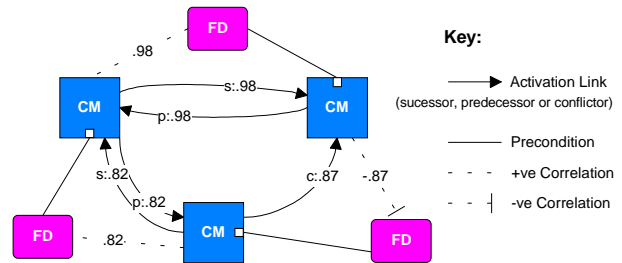 FD
.98
Key:
CM
s:.98
CM
Activation Link
(sucessor, predecessor or conflictor)
p:.98
Precondition
s:.82
c:.87
-.87
+ve Correlation
p:.82
-ve Correlation
FD
.82
CM
FD